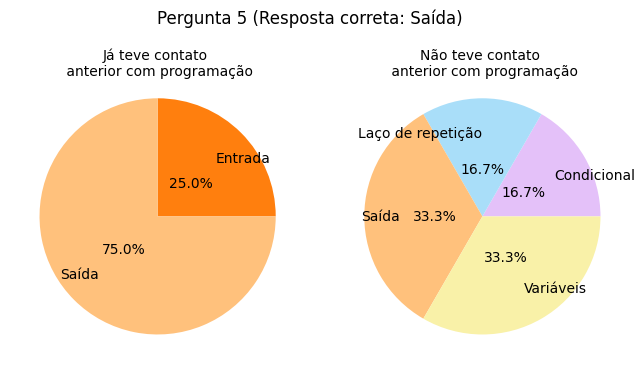 Pergunta 5 (Resposta correta: Saída)
Já teve contato
anterior com programação
Entrada
25.0%
75.0%
Saída
Não teve contato
anterior com programação
Laço de repetição
16.7%
Condicional
16.7%
Saída
33.3%
33.3%
Variáveis